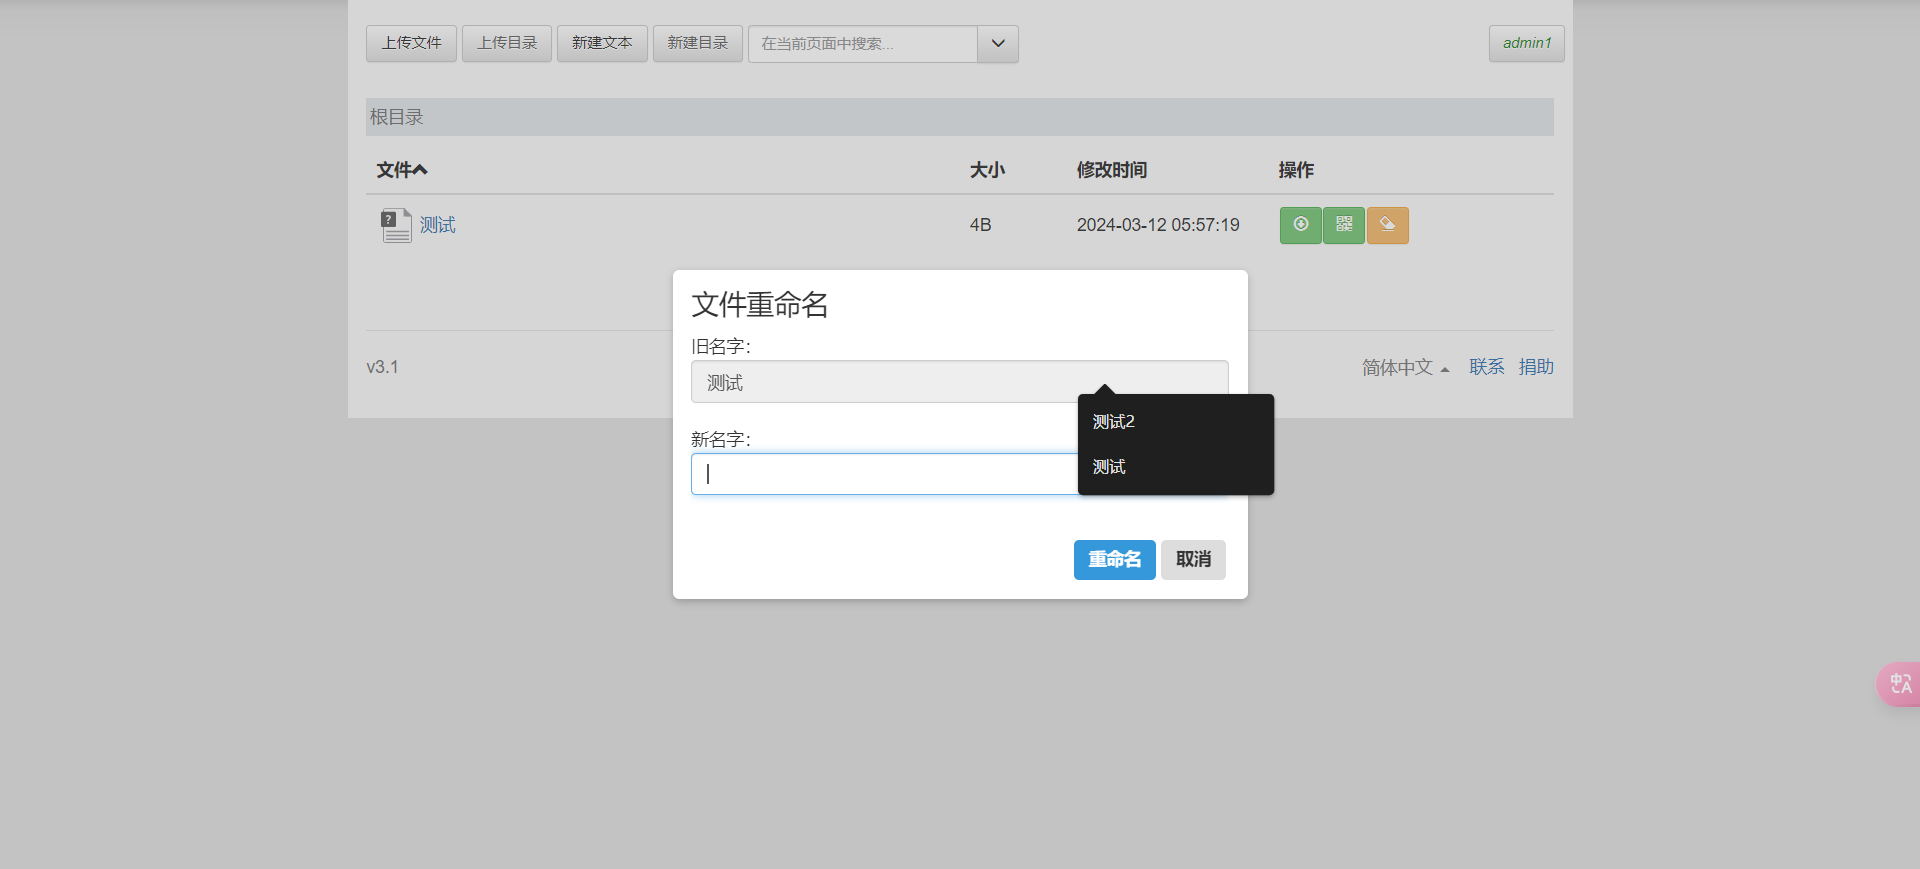 上传文件 上传目录 新建文本 新建目录 在当前页面中搜索... admin1
根目录
文件 大小 修改时间 操作
? 测试 4B 2024-03-12 05:57:19
文件重命名
旧名字:
测试
新名字:
测试2
测试
重命名 取消
v3.1 简体中文 联系 捐助
中 A